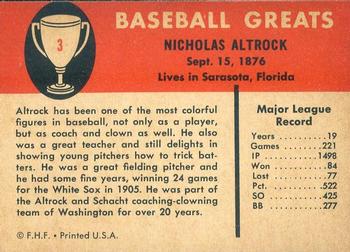 BASEBALL GREATS
3
NICHOLAS ALTROCK
Sept. 15, 1876
Lives in Sarasota, Florida
Altrock has been one of the most colorful
figures in baseball, not only as a player,
but as coach and clown as well. He also
was a great teacher and still delights in
showing young pitchers how to trick bat-
ters. He was a great fielding pitcher and
he had some fine years, winning 24 games
for the White Sox in 1905. He was part of
the Altrock and Schacht coaching-clowning
team of Washington for over 20 years.
© F.H.F. • Printed U.S.A.
Major League
Record
Years 19
Games 221
IP 1498
Won 84
Lost 77
Pct. .522
SO 425
BB 277